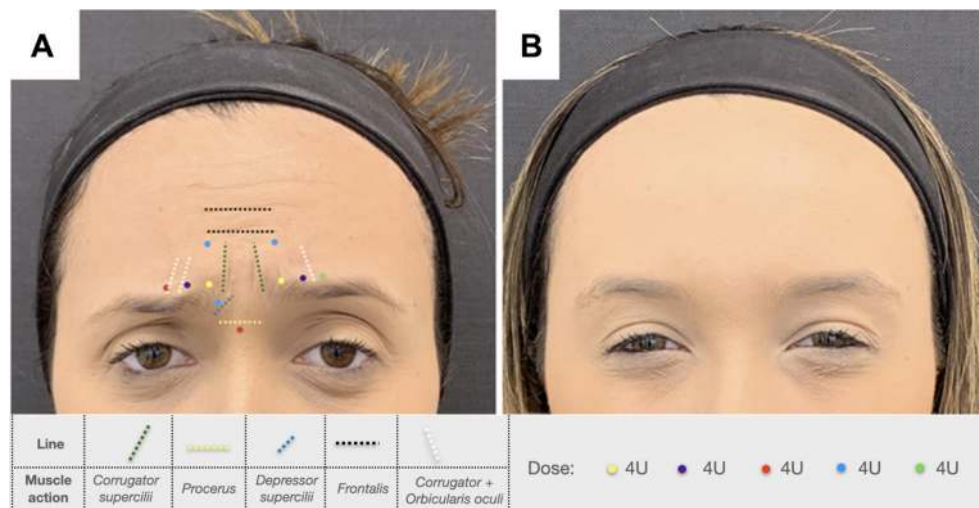 A
B
Line
Muscle action
Corrugator supercilii
Procerus
Depressor supercilii
Frontalis
Corrugator + Orbicularis oculi
Dose: 4U 4U 4U 4U 4U